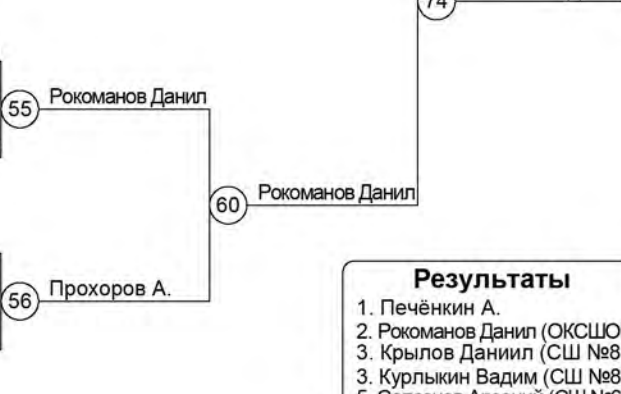 74
Рокоманов Данил
55
Рокоманов Данил
60
Прохоров А.
56
Результаты
1. Печёнкин А.
2. Рокоманов Данил (ОКСШО
3. Крылов Даниил (СШ №8
3. Курлыкин Вадим (СШ №8
5.